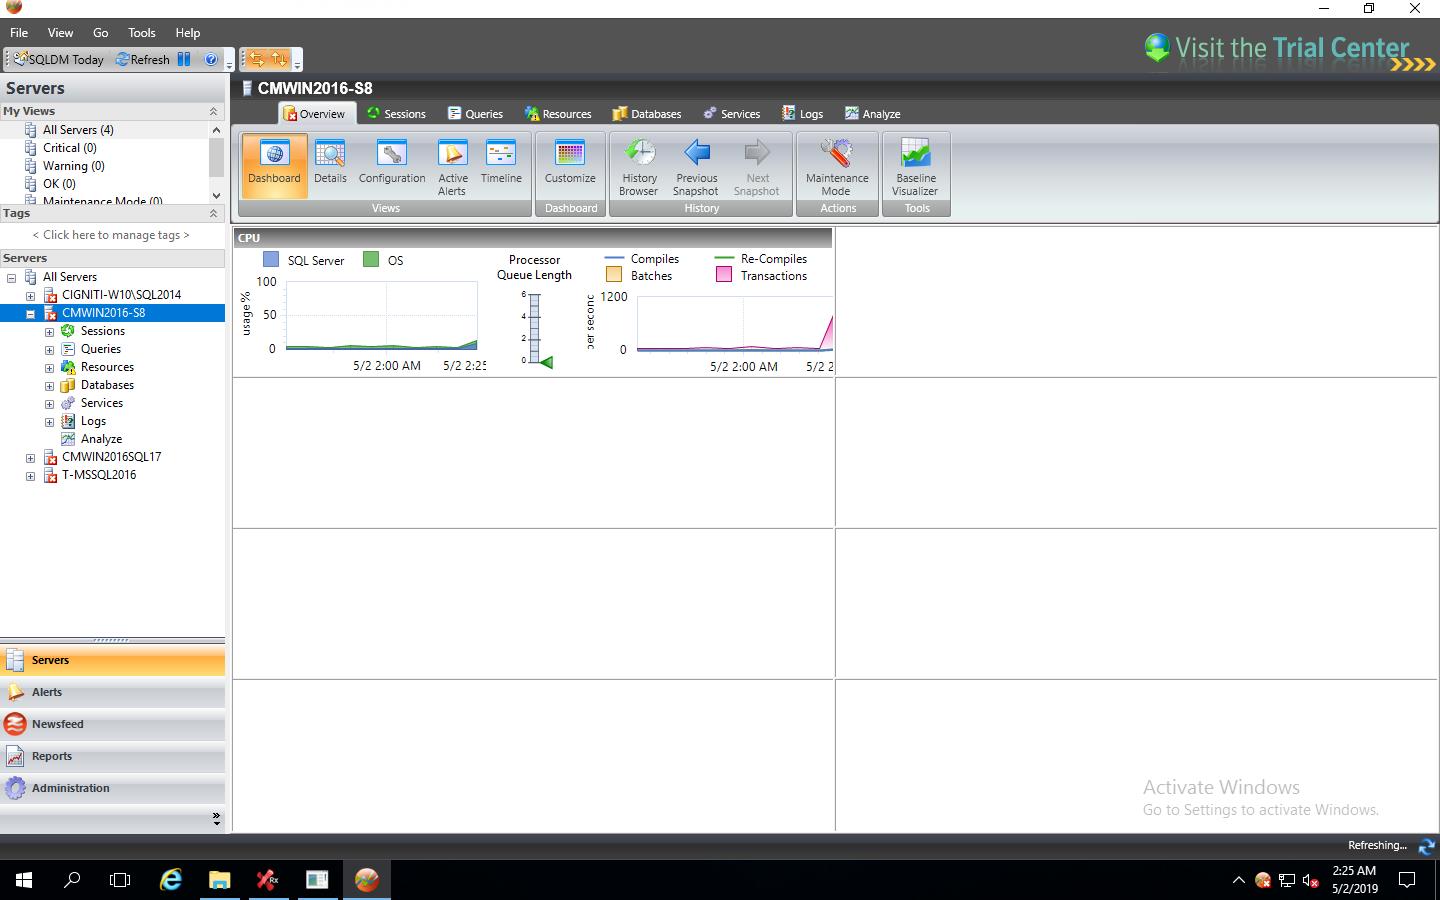 File View Go Tools Help
SQLDM Today Refresh
Visit the Trial Center
Servers
CMWIN2016-S8
My Views
All Servers (4)
Critical (0)
Warning (0)
OK (0)
Maintenance Mode (0)
Tags
< Click here to manage tags >
Servers
All Servers
CIGNITI-W10\SQL2014
CMWIN2016-S8
Sessions
Queries
Resources
Databases
Services
Logs
Analyze
CMWIN2016SQL17
T-MSSQL2016
Servers
Alerts
Newsfeed
Reports
Administration
Overview Sessions Queries Resources Databases Services Logs Analyze
Dashboard Details Configuration Active Alerts Timeline
Views
Customize
Dashboard
History Browser Previous Snapshot Next Snapshot
History
Maintenance Mode
Actions
Baseline Visualizer
Tools
CPU
SQL Server OS
100
50
0
usage %
5/2 2:00 AM 5/2 2:25
Processor
Queue Length
6
4
2
0
Compiles Re-Compiles
Batches Transactions
1200
0
per second
5/2 2:00 AM 5/2 2
Activate Windows
Go to Settings to activate Windows.
Refreshing...
Rx
2:25 AM
5/2/2019